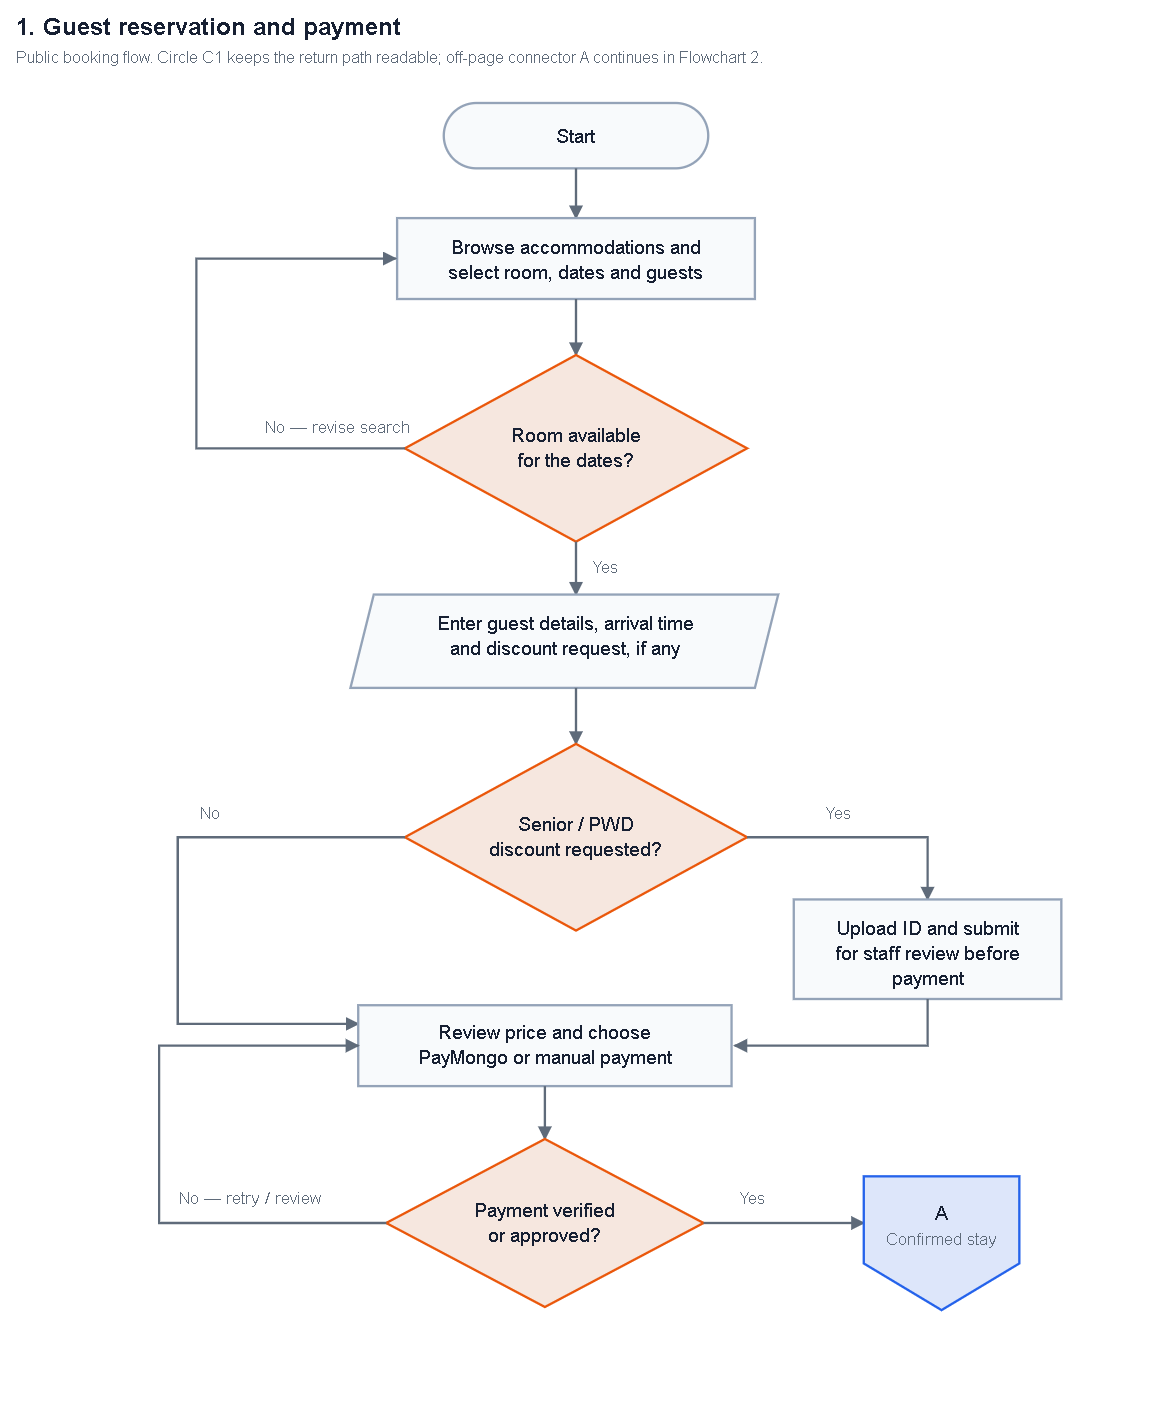 1. Guest reservation and payment
Public booking flow. Circle C1 keeps the return path readable; off-page connector A continues in Flowchart 2.
Start
Browse accommodations and
select room, dates and guests
No — revise search
Room available
for the dates?
Yes
Enter guest details, arrival time
and discount request, if any
No
Senior / PWD
discount requested?
Yes
Upload ID and submit
for staff review before
payment
Review price and choose
PayMongo or manual payment
No — retry / review
Payment verified
or approved?
Yes
A
Confirmed stay